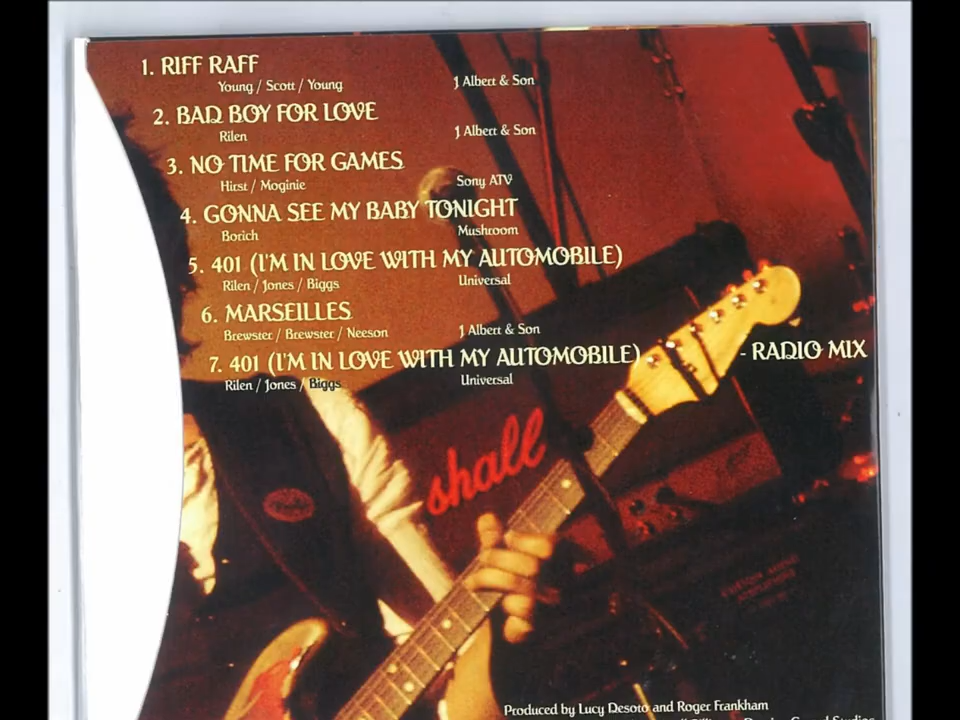 1. RIFF RAFF
Young / Scott / Young J Albert & Son
2. BAD BOY FOR LOVE
Rilen J Albert & Son
3. NO TIME FOR GAMES
Hirst / Moginie Sony ATV
4. GONNA SEE MY BABY TONIGHT
Borich Mushroom
5. 401 (I'M IN LOVE WITH MY AUTOMOBILE)
Rilen / Jones / Biggs Universal
6. MARSEILLES
Brewster / Brewster / Neeson J Albert & Son
7. 401 (I'M IN LOVE WITH MY AUTOMOBILE) - RADIO MIX
Rilen / Jones / Biggs Universal
shall
Produced by Lucy Desoto and Roger Frankham